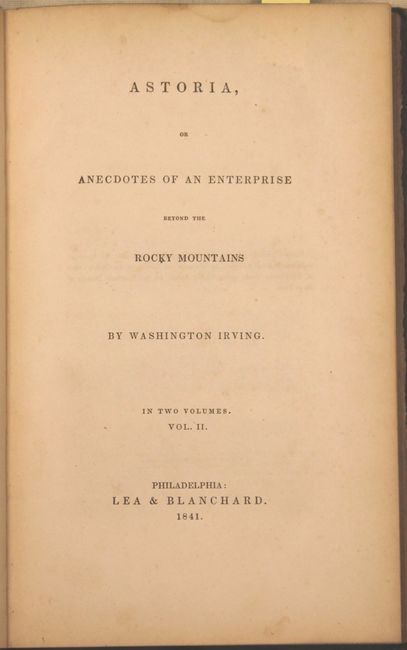 ASTORIA,
OR
ANECDOTES OF AN ENTERPRISE
BEYOND THE
ROCKY MOUNTAINS
BY WASHINGTON IRVING.
IN TWO VOLUMES.
VOL. II.
PHILADELPHIA:
LEA & BLANCHARD.
1841.